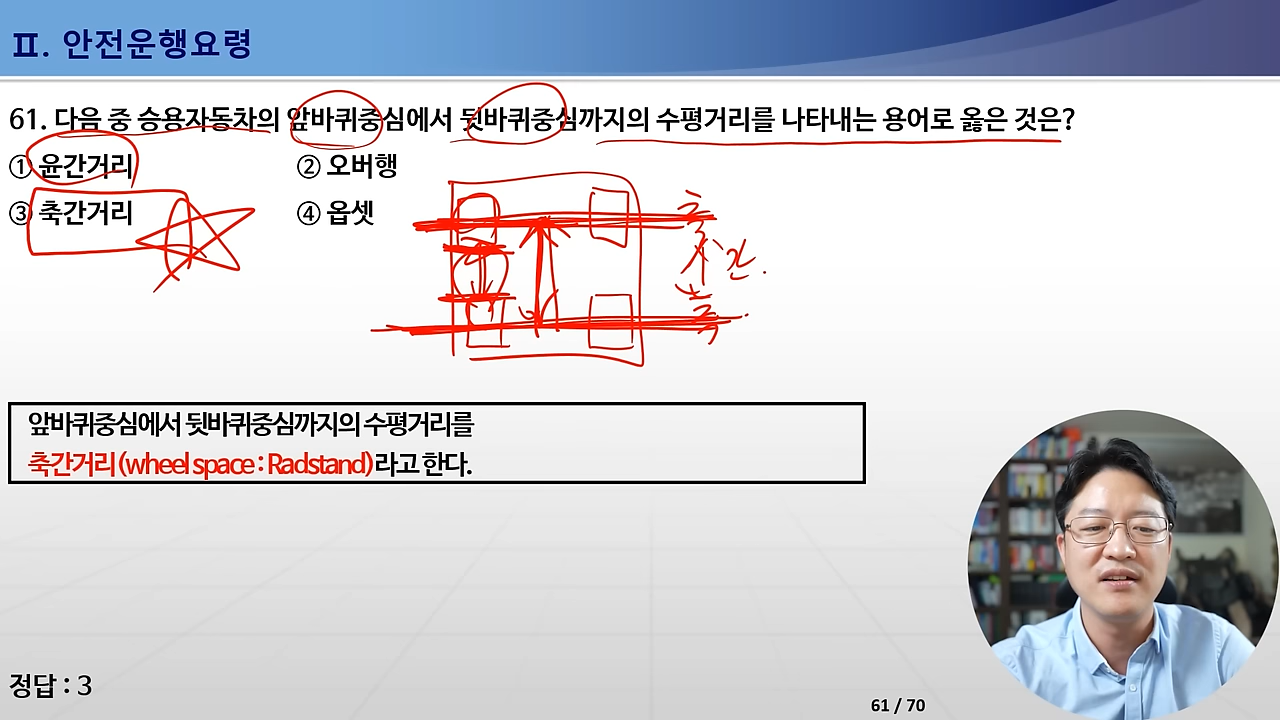 Ⅱ. 안전운행요령
61. 다음 중 승용자동차의 앞바퀴중심에서 뒷바퀴중심까지의 수평거리를 나타내는 용어로 옳은 것은?
① 윤간거리 ② 오버행
③ 축간거리 ④ 옵셋
축
간.
축
앞바퀴중심에서 뒷바퀴중심까지의 수평거리를
축간거리(wheel space : Radstand)라고 한다.
정답 : 3
61 / 70